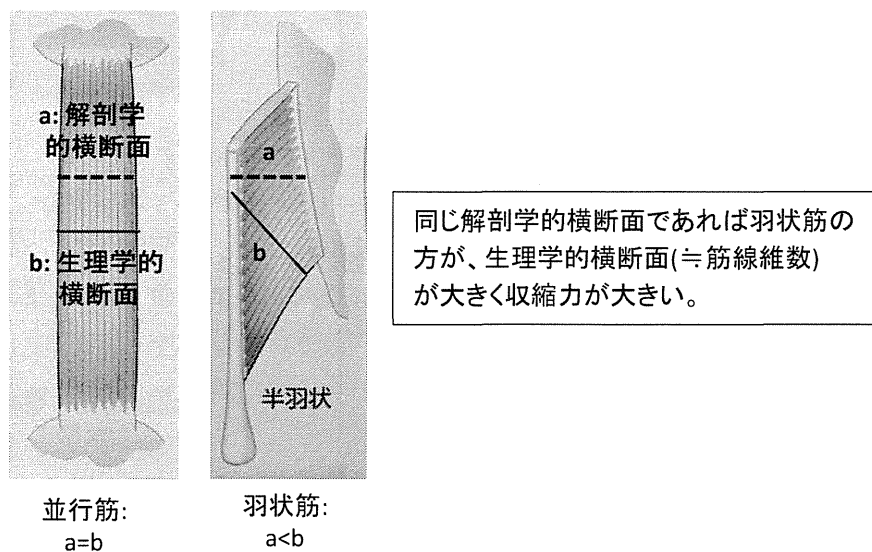 a: 解剖学
的横断面
b: 生理学的
横断面
a
b
半羽状
同じ解剖学的横断面であれば羽状筋の
方が、生理学的横断面(≒筋線維数)
が大きく収縮力が大きい。
並行筋:
a=b
羽状筋:
a<b